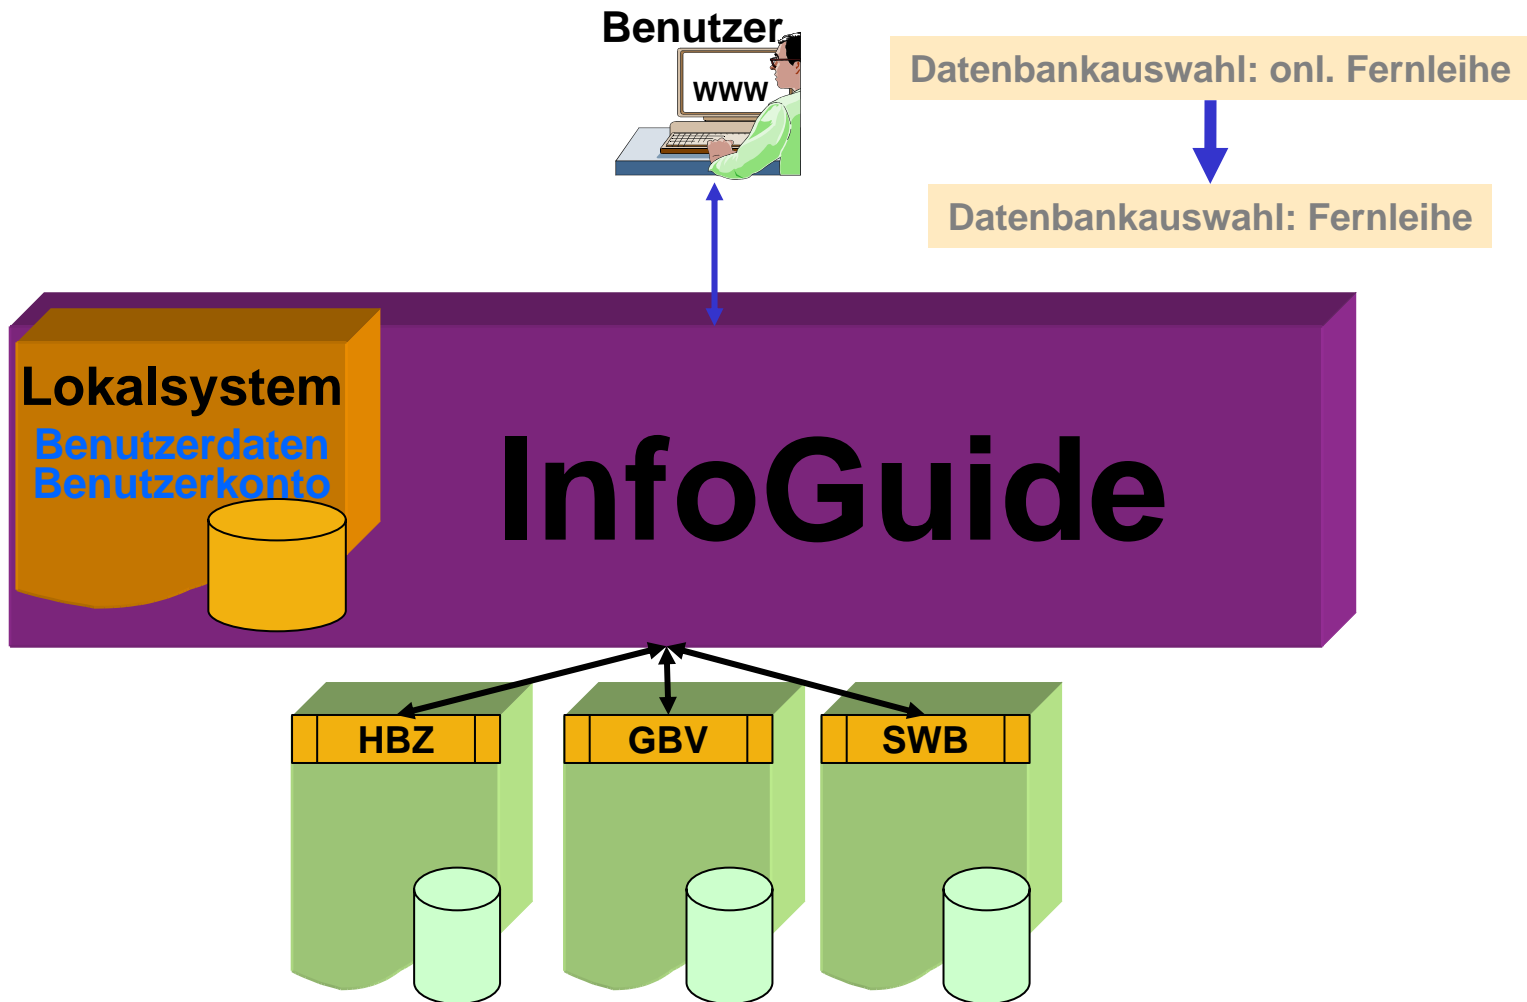 Benutzer
www
Datenbankauswahl: onl. Fernleihe
Datenbankauswahl: Fernleihe
Lokalsystem
Benutzerdaten
Benutzerkonto
InfoGuide
HBZ
GBV
SWB